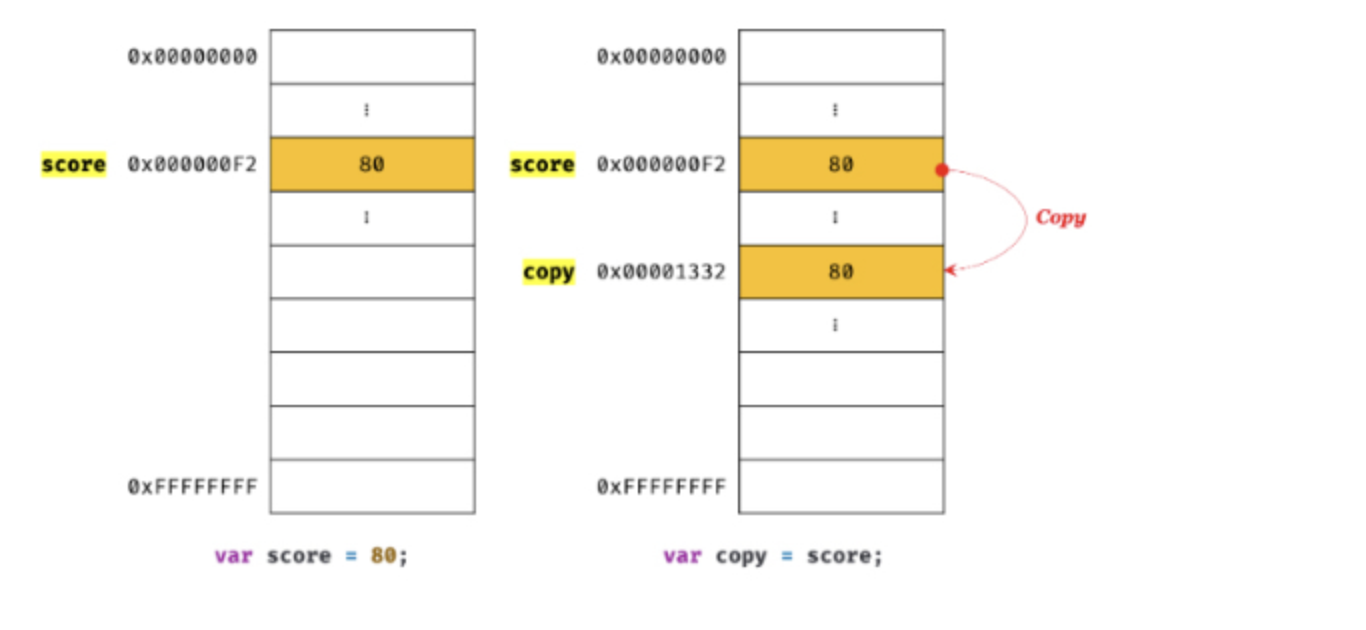 0x00000000
⋮
score 0x000000F2 80
⋮
0xFFFFFFFF
var score = 80;
0x00000000
⋮
score 0x000000F2 80
⋮
Copy
copy 0x00001332 80
⋮
0xFFFFFFFF
var copy = score;